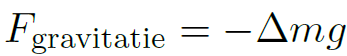 F_gravitatie = −Δmg